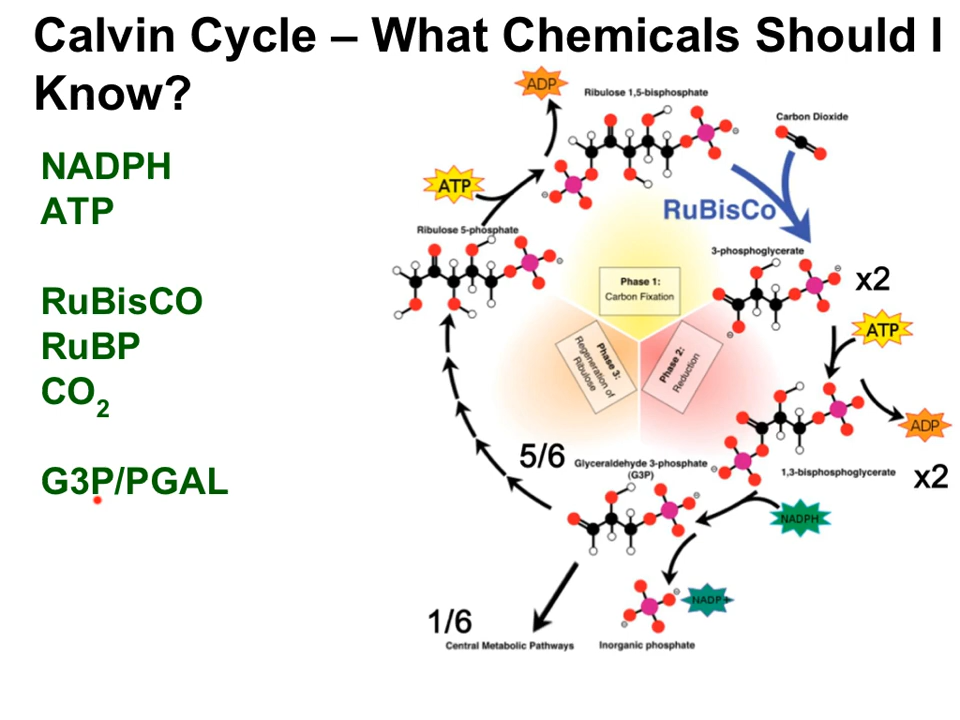 Calvin Cycle – What Chemicals Should I
Know?
NADPH
ATP
RuBisCO
RuBP
CO2
G3P/PGAL
ADP
Ribulose 1,5-bisphosphate
Carbon Dioxide
ATP
RuBisCo
Ribulose 5-phosphate
3-phosphoglycerate
x2
Phase 1:
Carbon Fixation
ATP
Phase 3:
Regeneration of
Ribulose
Phase 2:
Reduction
ADP
5/6
Glyceraldehyde 3-phosphate
(G3P)
1,3-bisphosphoglycerate
x2
NADPH
NADP+
1/6
Central Metabolic Pathways
Inorganic phosphate